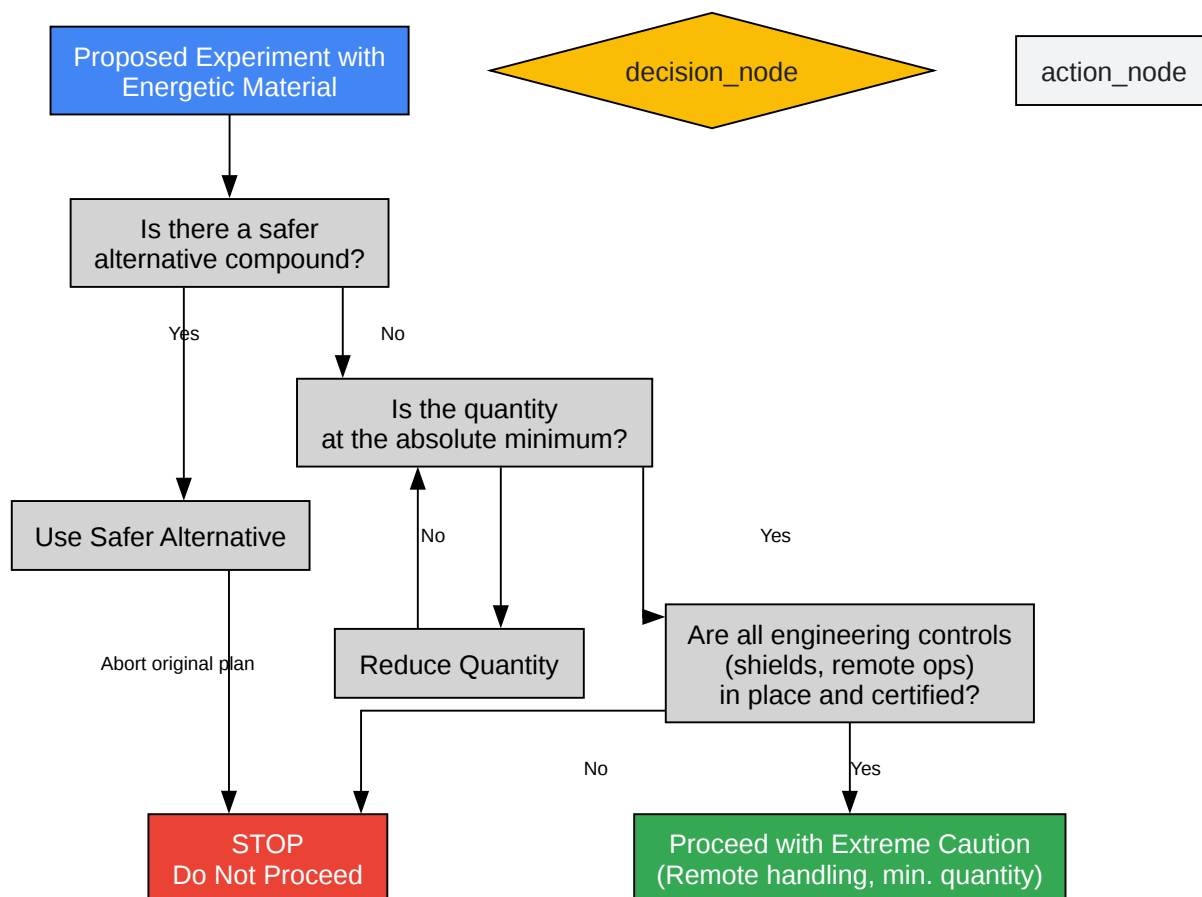 Proposed Experiment with
Energetic Material
decision_node
action_node
Is there a safer
alternative compound?
Yes
No
Is the quantity
at the absolute minimum?
Use Safer Alternative
No
Yes
Abort original plan
Reduce Quantity
Are all engineering controls
(shields, remote ops)
in place and certified?
No
Yes
STOP
Do Not Proceed
Proceed with Extreme Caution
(Remote handling, min. quantity)